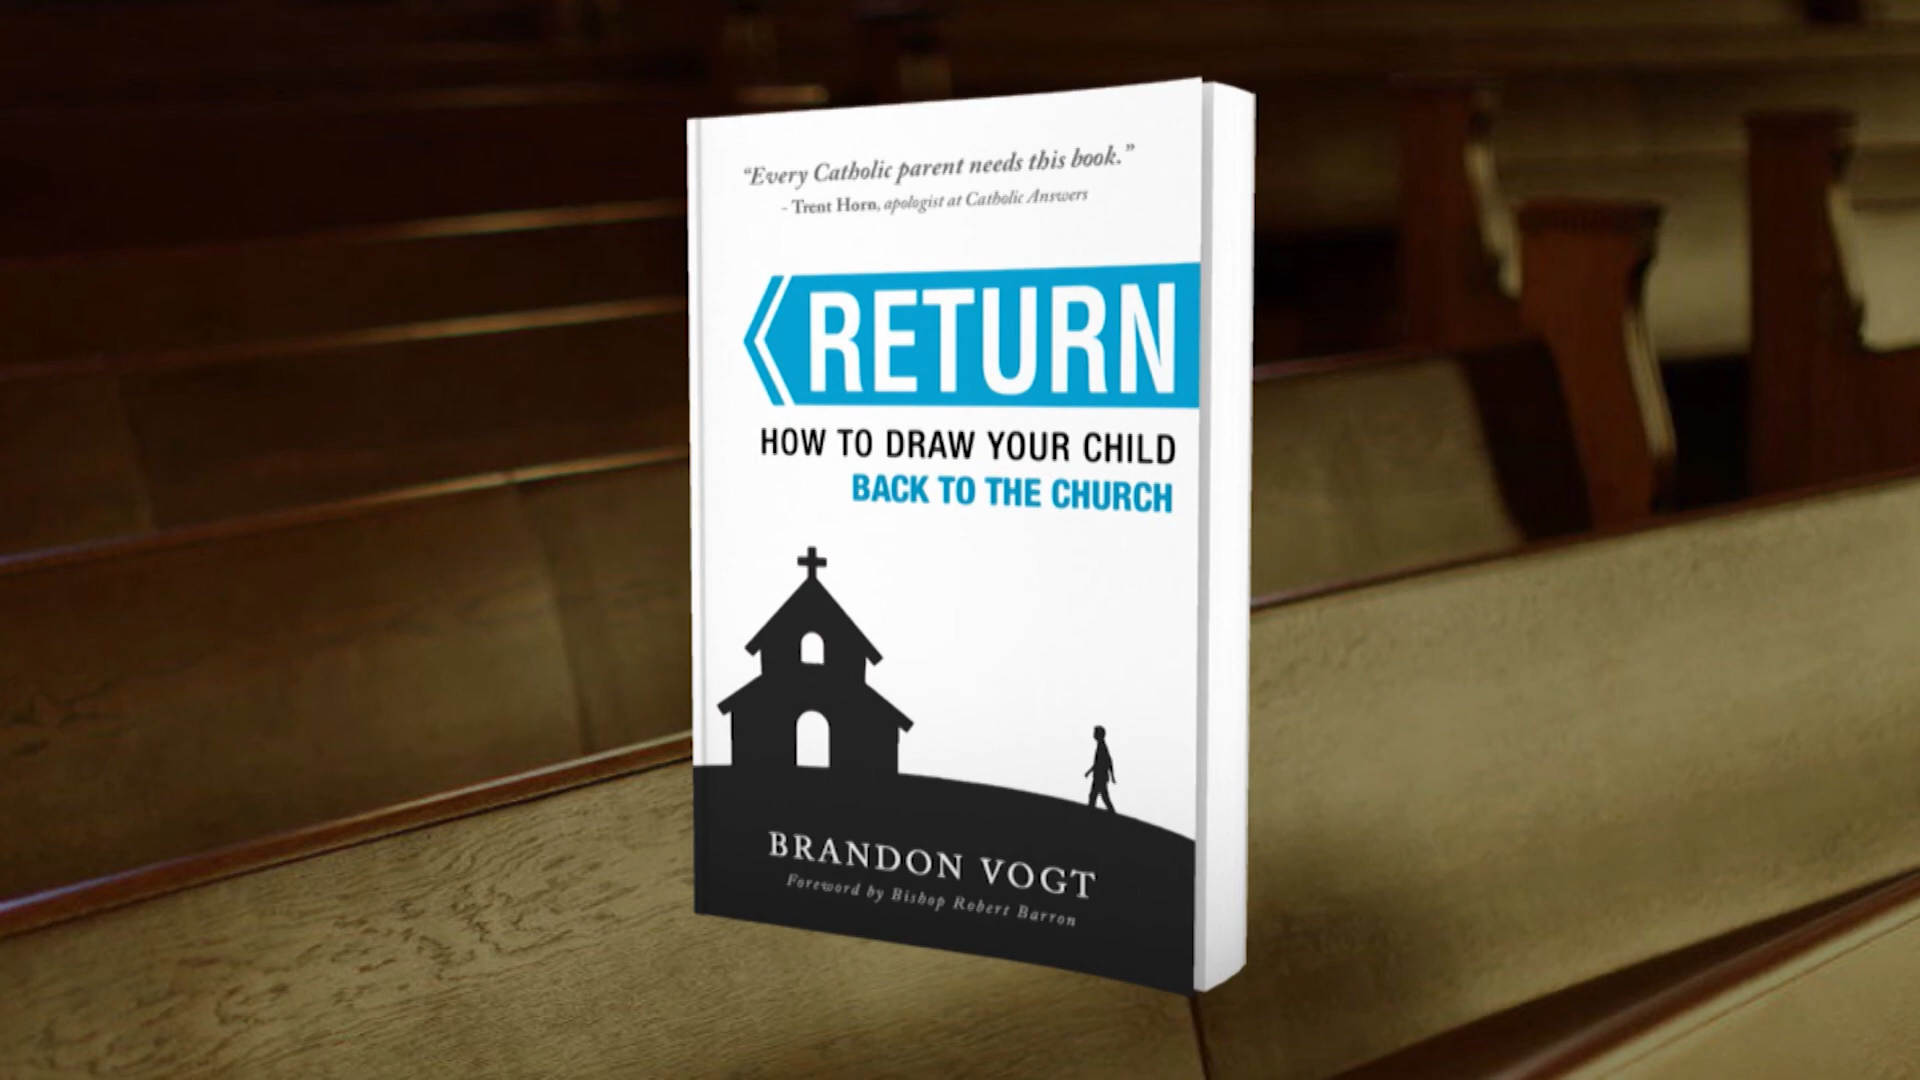 “Every Catholic parent needs this book.”
- Trent Horn, apologist at Catholic Answers
RETURN
HOW TO DRAW YOUR CHILD
BACK TO THE CHURCH
BRANDON VOGT
Foreword by Bishop Robert Barron